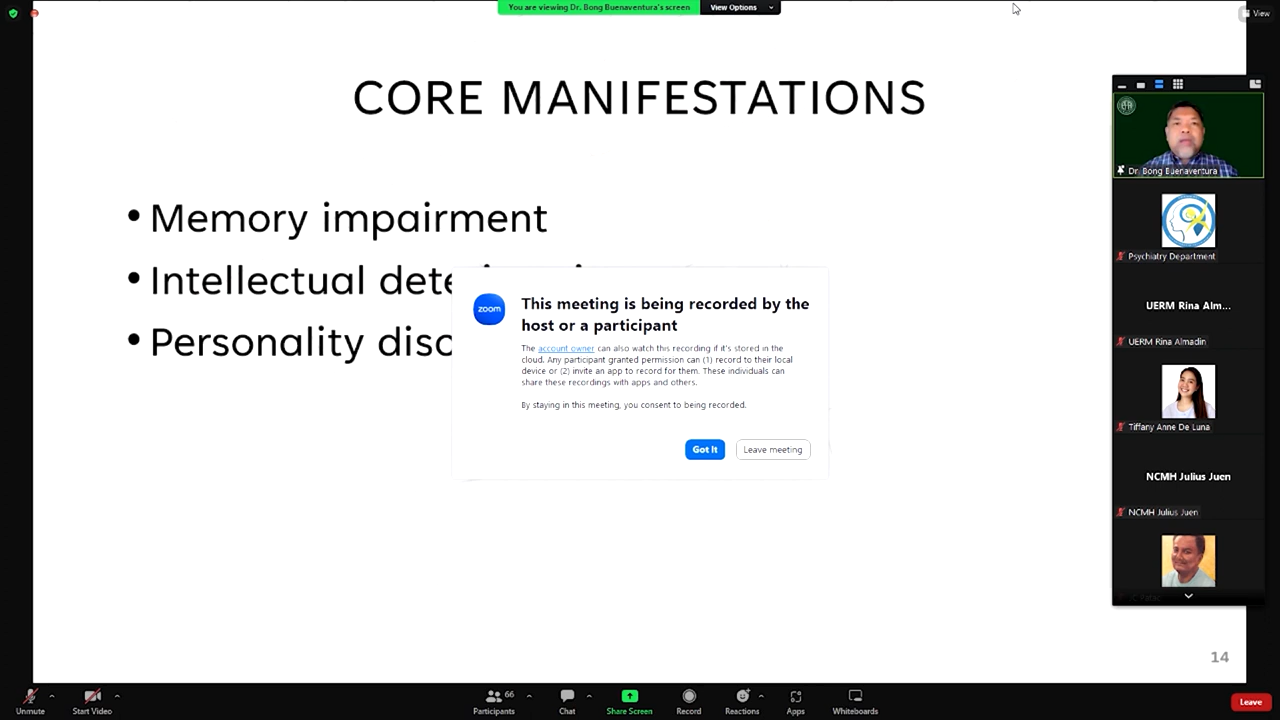 You are viewing Dr. Bong Buenaventura's screen
View Options
View
CORE MANIFESTATIONS
• Memory impairment
• Intellectual
• Personality
This meeting is being recorded by the
host or a participant
The account owner can also watch this recording if it's stored in the
cloud. Any participant granted permission can (1) record to their local
device or (2) invite an app to record for them. These individuals can
share these recordings with apps and others.
By staying in this meeting, you consent to being recorded.
Got It
Leave meeting
zoom
Dr. Bong Buenaventura
Psychiatry Department
UERM Rina Alm...
UERM Rina Almadin
Tiffany Anne De Luna
NCMH Julius Juen
NCMH Julius Juen
14
Unmute
Start Video
66
Participants
Chat
Share Screen
Record
Reactions
Apps
Whiteboards
Leave